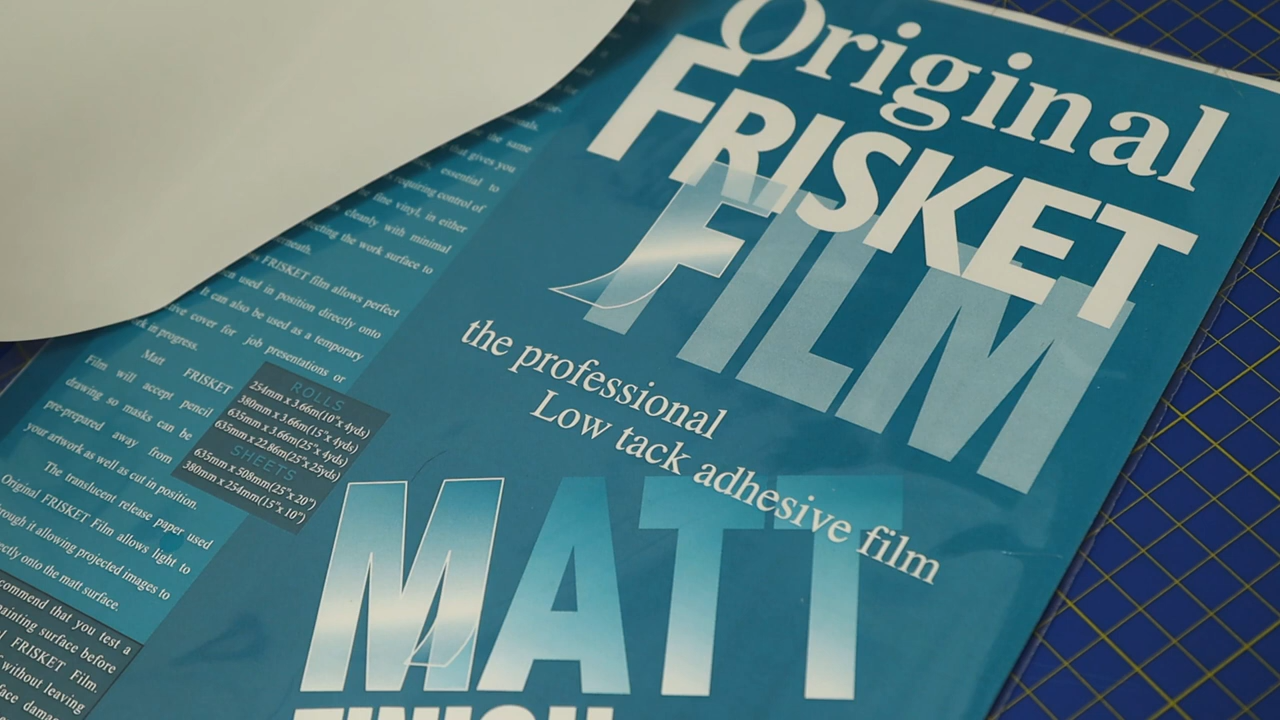 Original
FRISKET
FILM
the professional
Low tack adhesive film
MATT
FINISH
the same
that gives you
essential to
requiring control of
fine vinyl, in either
cleanly with minimal
the work surface to
FRISKET film allows perfect
used in position directly onto
It can also be used as a temporary
cover for job presentations or
in progress.
Matt FRISKET
Film will accept pencil
drawing so masks can be
pre-prepared away from
your artwork as well as cut in position.
The translucent release paper used
Original FRISKET Film allows light to
through it allowing projected images to
onto the matt surface.
ROLLS
254mm x 3.66m(10"x 4yds)
380mm x 3.66m(15"x 4yds)
635mm x 3.66m(25"x 4yds)
635mm x 22.86m(25"x 25yds)
SHEETS
635mm x 508mm(25"x 20")
380mm x 254mm(15"x 10")
that you test a
painting surface before
FRISKET Film.
without leaving